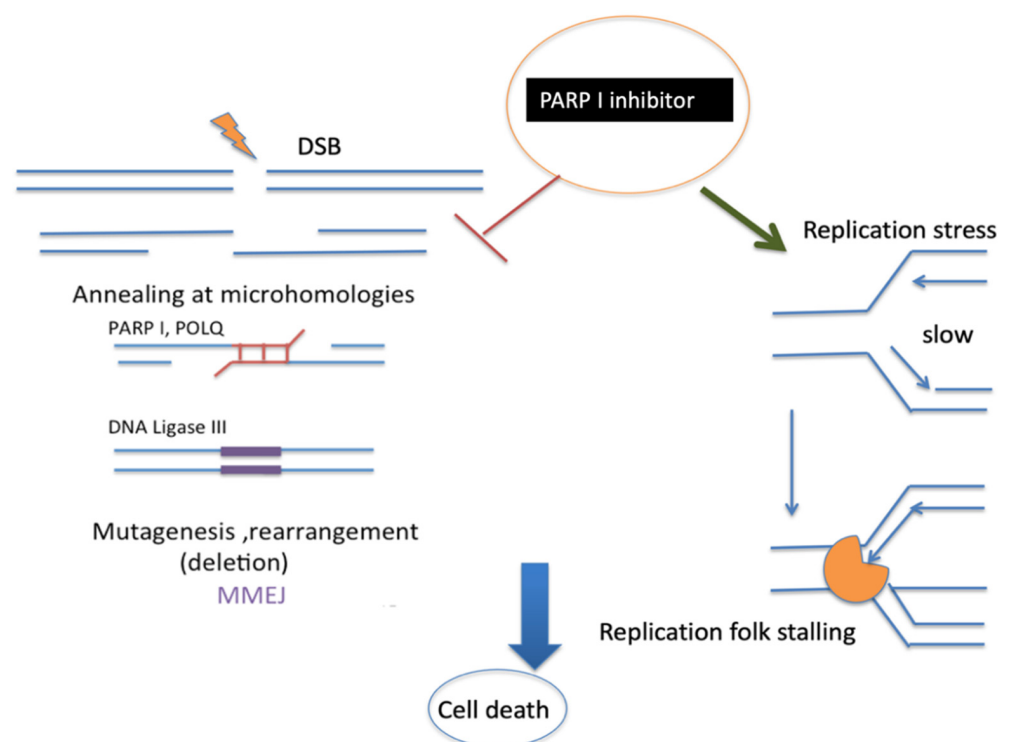 PARP I inhibitor
DSB
Annealing at microhomologies
PARP I, POLQ
DNA Ligase III
Mutagenesis ,rearrangement
(deletion)
MMEJ
Replication stress
slow
Replication folk stalling
Cell death